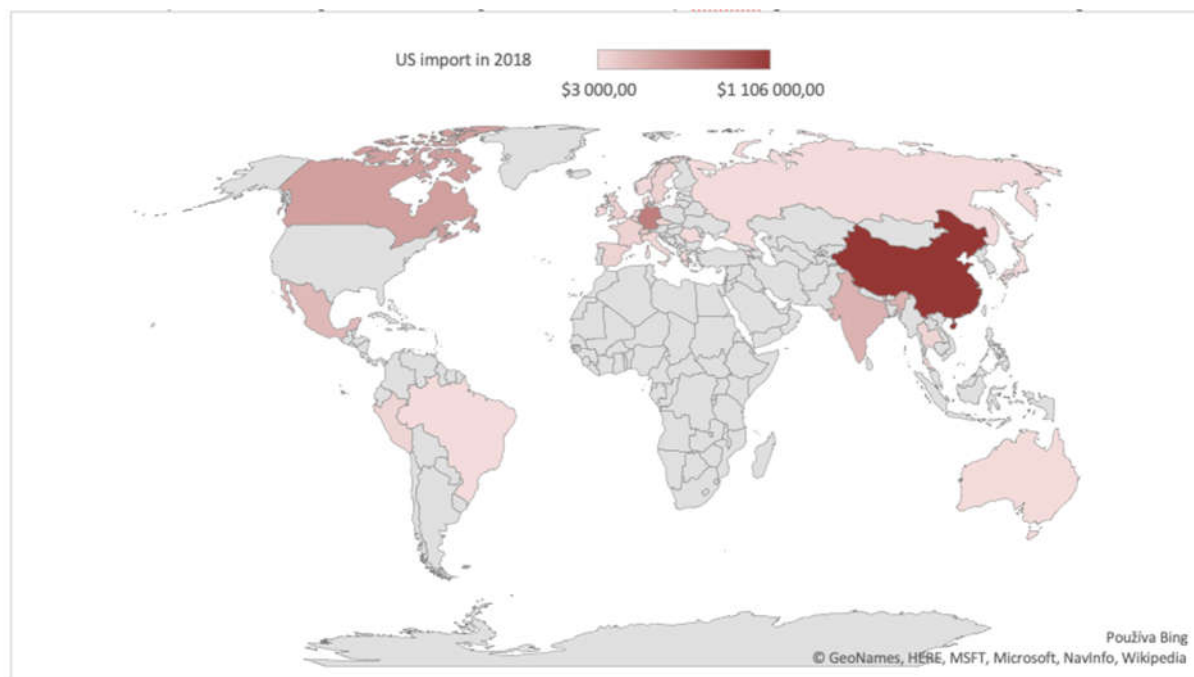 US import in 2018
$3 000,00 $1 106 000,00
Používa Bing
© GeoNames, HERE, MSFT, Microsoft, NavInfo, Wikipedia